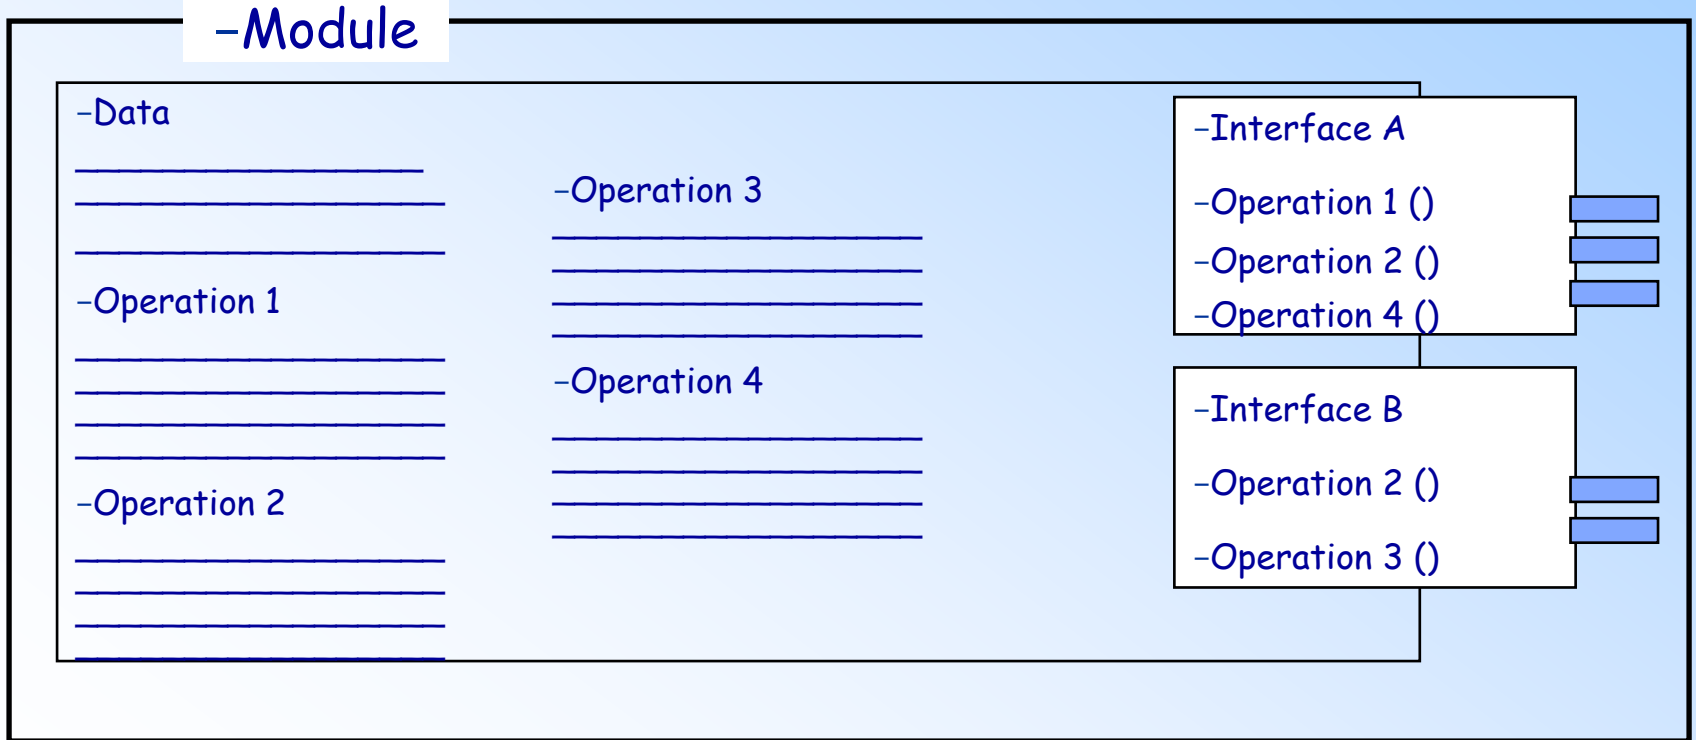 –Module
–Data
–Operation 1
–Operation 2
–Operation 3
–Operation 4
–Interface A
–Operation 1 ()
–Operation 2 ()
–Operation 4 ()
–Interface B
–Operation 2 ()
–Operation 3 ()